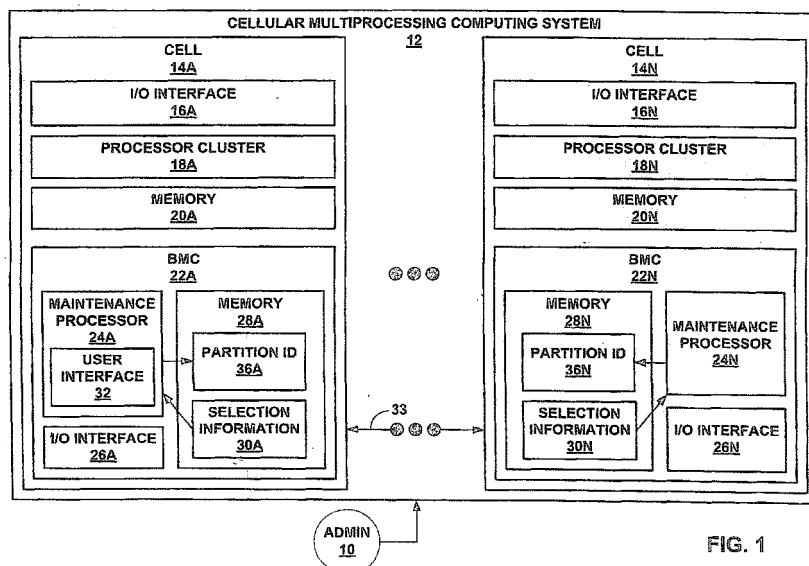 CELLULAR MULTIPROCESSING COMPUTING SYSTEM
12
CELL
14A
I/O INTERFACE
16A
PROCESSOR CLUSTER
18A
MEMORY
20A
BMC
22A
MAINTENANCE
PROCESSOR
24A
USER
INTERFACE
32
MEMORY
28A
PARTITION ID
36A
SELECTION
INFORMATION
30A
I/O INTERFACE
26A
33
CELL
14N
I/O INTERFACE
16N
PROCESSOR CLUSTER
18N
MEMORY
20N
BMC
22N
MEMORY
28N
PARTITION ID
36N
SELECTION
INFORMATION
30N
MAINTENANCE
PROCESSOR
24N
I/O INTERFACE
26N
ADMIN
10
FIG. 1